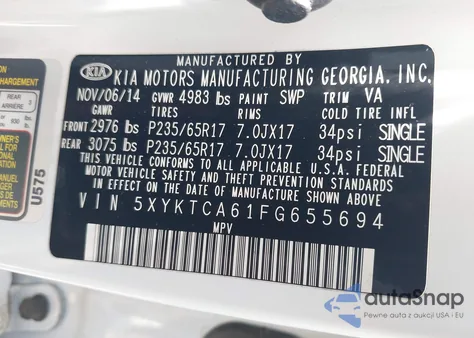 MANUFACTURED BY
KIA KIA MOTORS MANUFACTURING GEORGIA, INC.
NOV/06/14 GVWR 4983 lbs PAINT SWP TRIM VA
GAWR TIRES RIMS COLD TIRE INFL
FRONT 2976 lbs P235/65R17 7.0JX17 34psi SINGLE
REAR 3075 lbs P235/65R17 7.0JX17 34psi SINGLE
THIS VEHICLE CONFORMS TO ALL APPLICABLE U.S.A. FEDERAL
MOTOR VEHICLE SAFETY AND THEFT PREVENTION STANDARDS
IN EFFECT ON THE DATE OF MANUFACTURE SHOWN ABOVE.
VIN 5XYKTCA61FG655694
MPV
U575
REAR
ARRIÈRE
autoSnap
Pewne auta z aukcji USA i EU